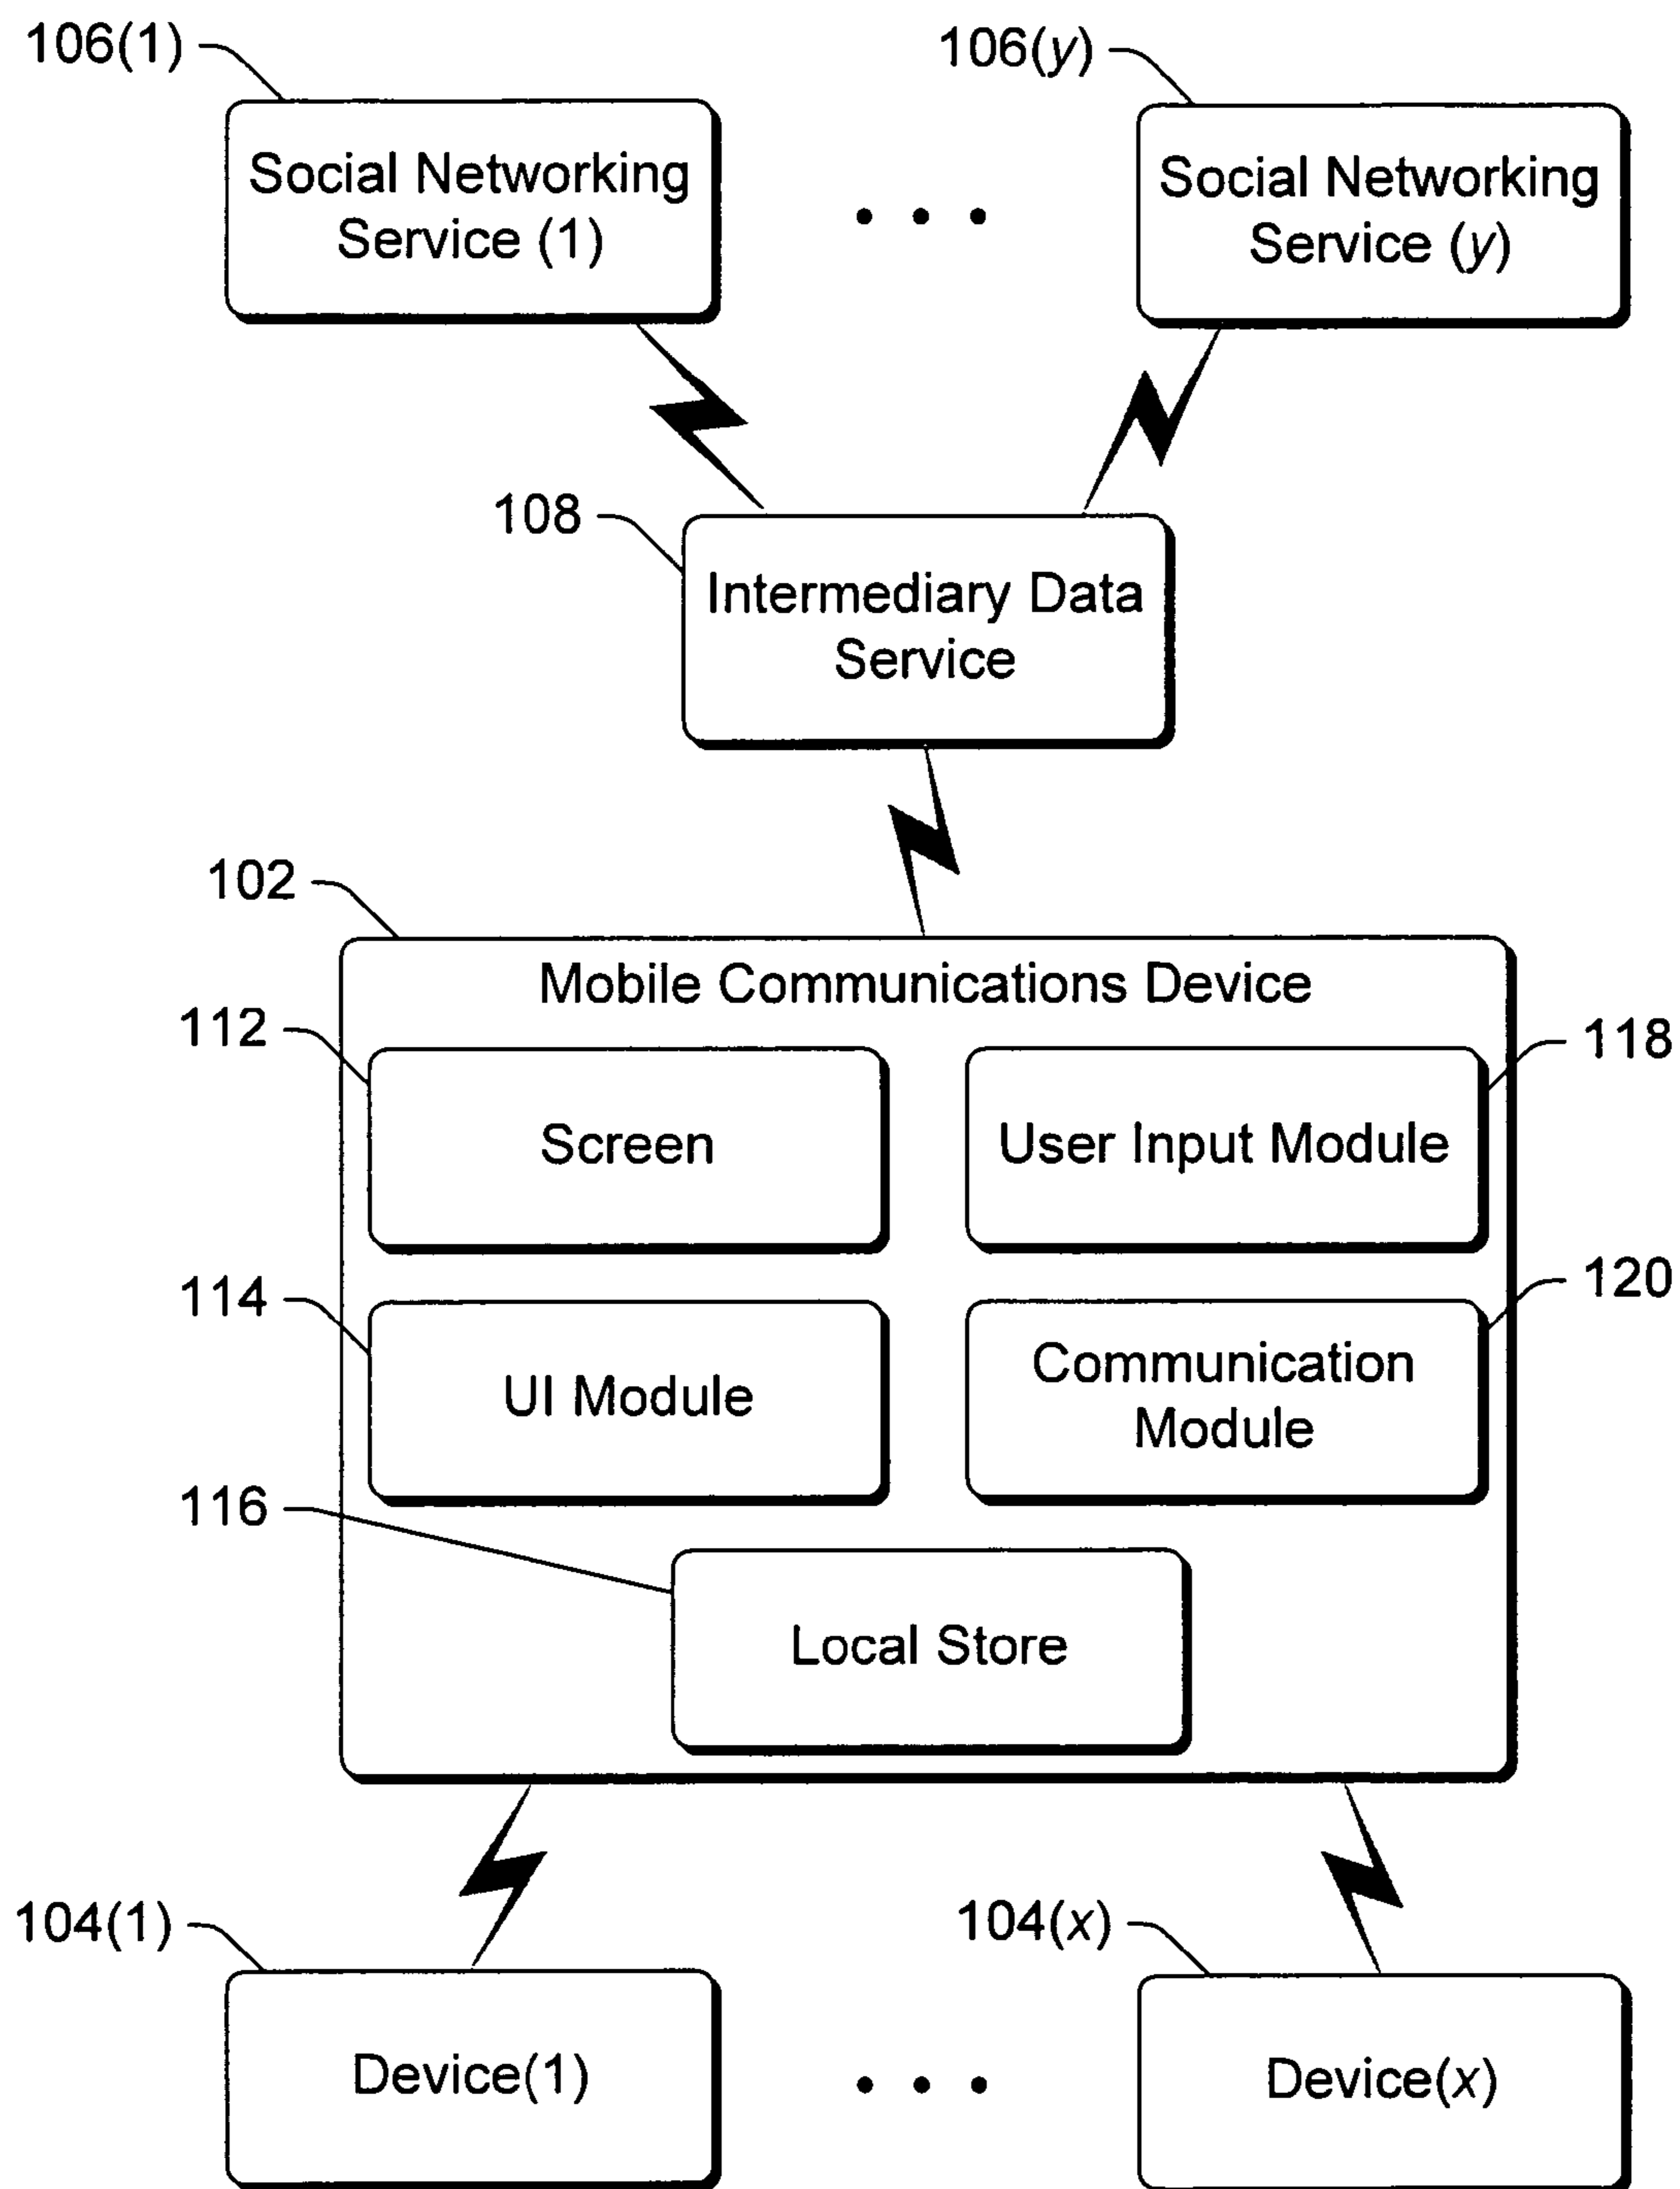 106(1)
106(y)
Social Networking
Service (1)
Social Networking
Service (y)
108
Intermediary Data
Service
102
Mobile Communications Device
112
118
Screen
User Input Module
114
120
UI Module
Communication
Module
116
Local Store
104(1)
104(x)
Device(1)
Device(x)